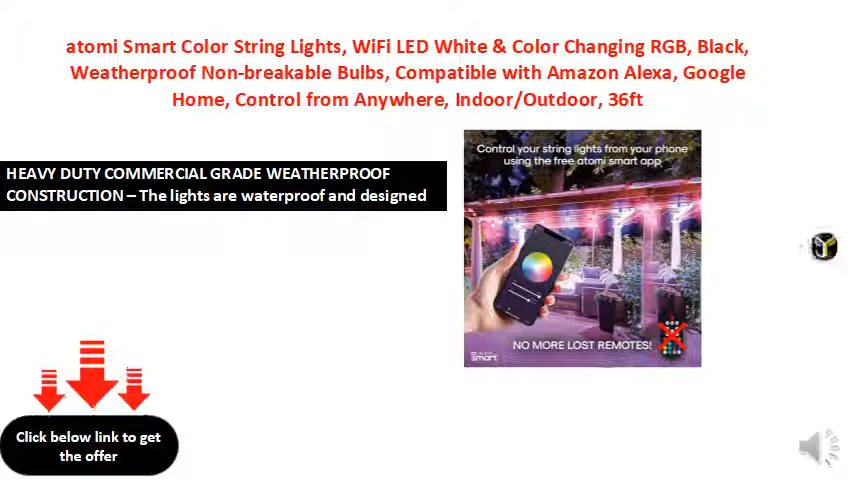 atomi Smart Color String Lights, WiFi LED White & Color Changing RGB, Black,
Weatherproof Non-breakable Bulbs, Compatible with Amazon Alexa, Google
Home, Control from Anywhere, Indoor/Outdoor, 36ft
Control your string lights from your phone
using the free atomi smart app
HEAVY DUTY COMMERCIAL GRADE WEATHERPROOF
CONSTRUCTION – The lights are waterproof and designed
NO MORE LOST REMOTES!
smart
Click below link to get
the offer